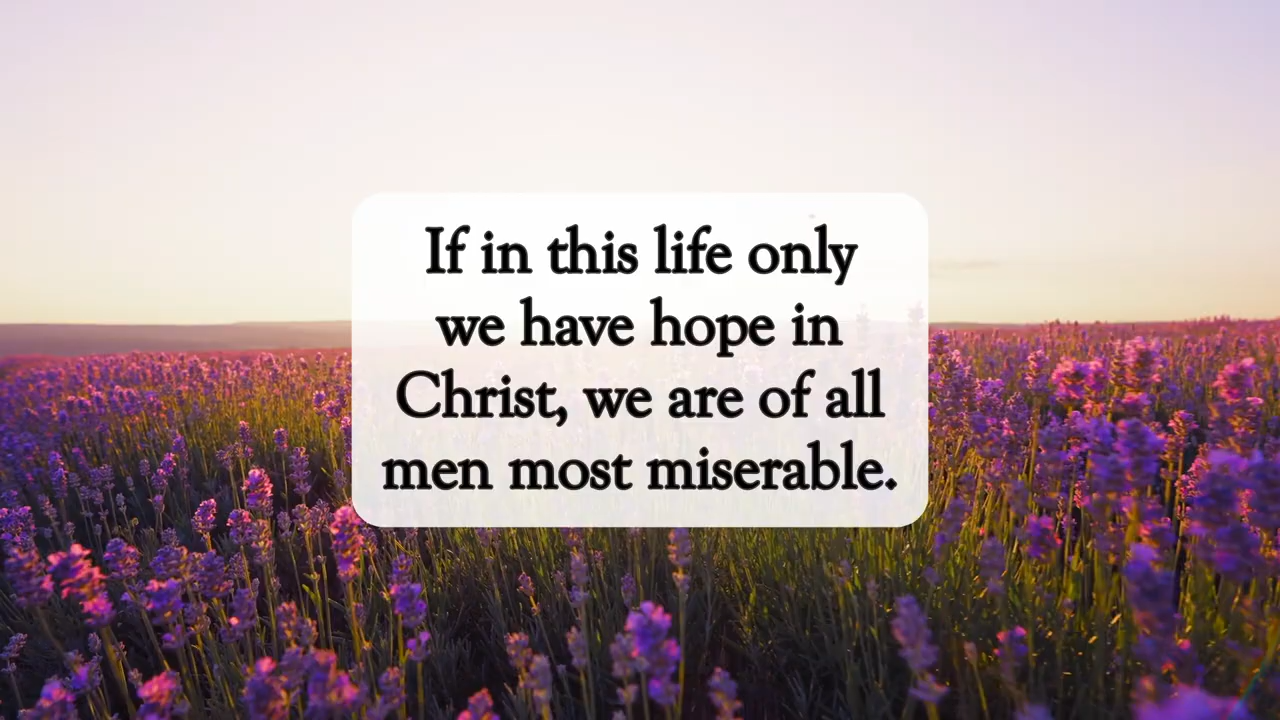 If in this life only
we have hope in
Christ, we are of all
men most miserable.